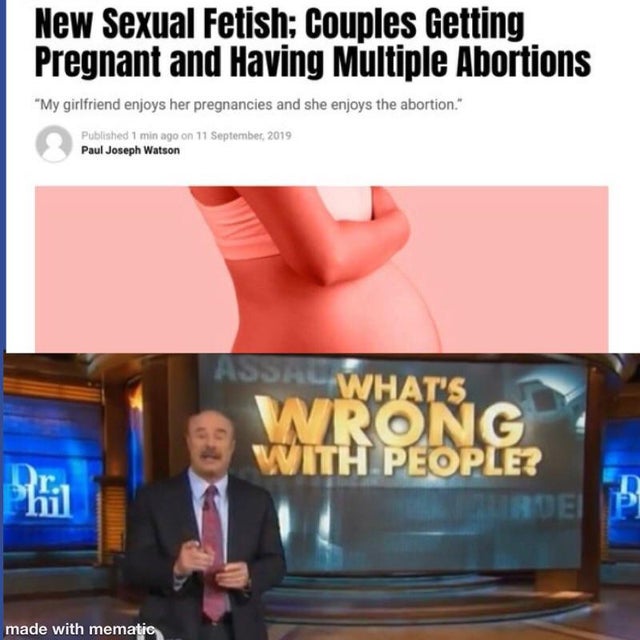 New Sexual Fetish: Couples Getting
Pregnant and Having Multiple Abortions
"My girlfriend enjoys her pregnancies and she enjoys the abortion."
Published 1 min ago on 11 September, 2019
Paul Joseph Watson
WHAT'S
WRONG
WITH PEOPLE?
Dr.
Phil
made with mematic